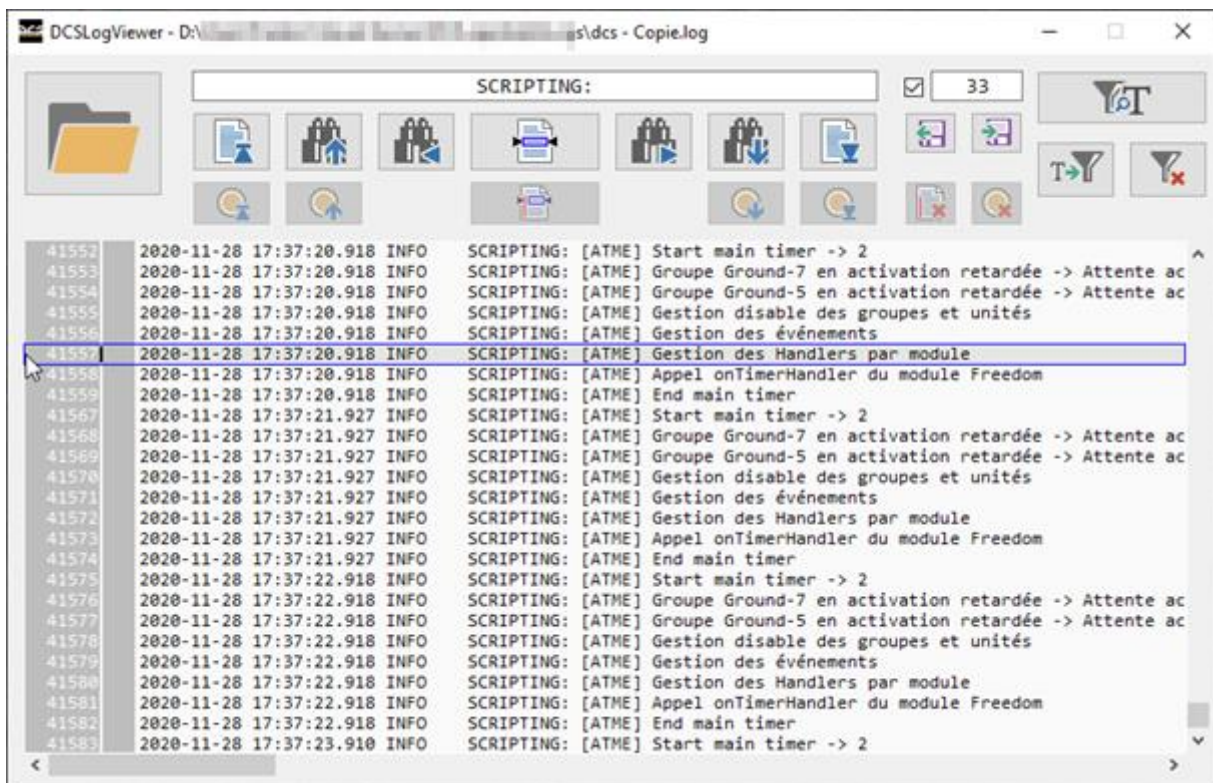 DCSLogViewer - D:\ s\dcs - Copie.log
SCRIPTING:
33
T
T
41552 2020-11-28 17:37:20.918 INFO SCRIPTING: [ATME] Start main timer -> 2
41553 2020-11-28 17:37:20.918 INFO SCRIPTING: [ATME] Groupe Ground-7 en activation retardée -> Attente ac
41554 2020-11-28 17:37:20.918 INFO SCRIPTING: [ATME] Groupe Ground-5 en activation retardée -> Attente ac
41555 2020-11-28 17:37:20.918 INFO SCRIPTING: [ATME] Gestion disable des groupes et unités
41556 2020-11-28 17:37:20.918 INFO SCRIPTING: [ATME] Gestion des événements
41557 2020-11-28 17:37:20.918 INFO SCRIPTING: [ATME] Gestion des Handlers par module
41558 2020-11-28 17:37:20.918 INFO SCRIPTING: [ATME] Appel onTimerHandler du module Freedom
41559 2020-11-28 17:37:20.918 INFO SCRIPTING: [ATME] End main timer
41567 2020-11-28 17:37:21.927 INFO SCRIPTING: [ATME] Start main timer -> 2
41568 2020-11-28 17:37:21.927 INFO SCRIPTING: [ATME] Groupe Ground-7 en activation retardée -> Attente ac
41569 2020-11-28 17:37:21.927 INFO SCRIPTING: [ATME] Groupe Ground-5 en activation retardée -> Attente ac
41570 2020-11-28 17:37:21.927 INFO SCRIPTING: [ATME] Gestion disable des groupes et unités
41571 2020-11-28 17:37:21.927 INFO SCRIPTING: [ATME] Gestion des événements
41572 2020-11-28 17:37:21.927 INFO SCRIPTING: [ATME] Gestion des Handlers par module
41573 2020-11-28 17:37:21.927 INFO SCRIPTING: [ATME] Appel onTimerHandler du module Freedom
41574 2020-11-28 17:37:21.927 INFO SCRIPTING: [ATME] End main timer
41575 2020-11-28 17:37:22.918 INFO SCRIPTING: [ATME] Start main timer -> 2
41576 2020-11-28 17:37:22.918 INFO SCRIPTING: [ATME] Groupe Ground-7 en activation retardée -> Attente ac
41577 2020-11-28 17:37:22.918 INFO SCRIPTING: [ATME] Groupe Ground-5 en activation retardée -> Attente ac
41578 2020-11-28 17:37:22.918 INFO SCRIPTING: [ATME] Gestion disable des groupes et unités
41579 2020-11-28 17:37:22.918 INFO SCRIPTING: [ATME] Gestion des événements
41580 2020-11-28 17:37:22.918 INFO SCRIPTING: [ATME] Gestion des Handlers par module
41581 2020-11-28 17:37:22.918 INFO SCRIPTING: [ATME] Appel onTimerHandler du module Freedom
41582 2020-11-28 17:37:22.918 INFO SCRIPTING: [ATME] End main timer
41583 2020-11-28 17:37:23.910 INFO SCRIPTING: [ATME] Start main timer -> 2